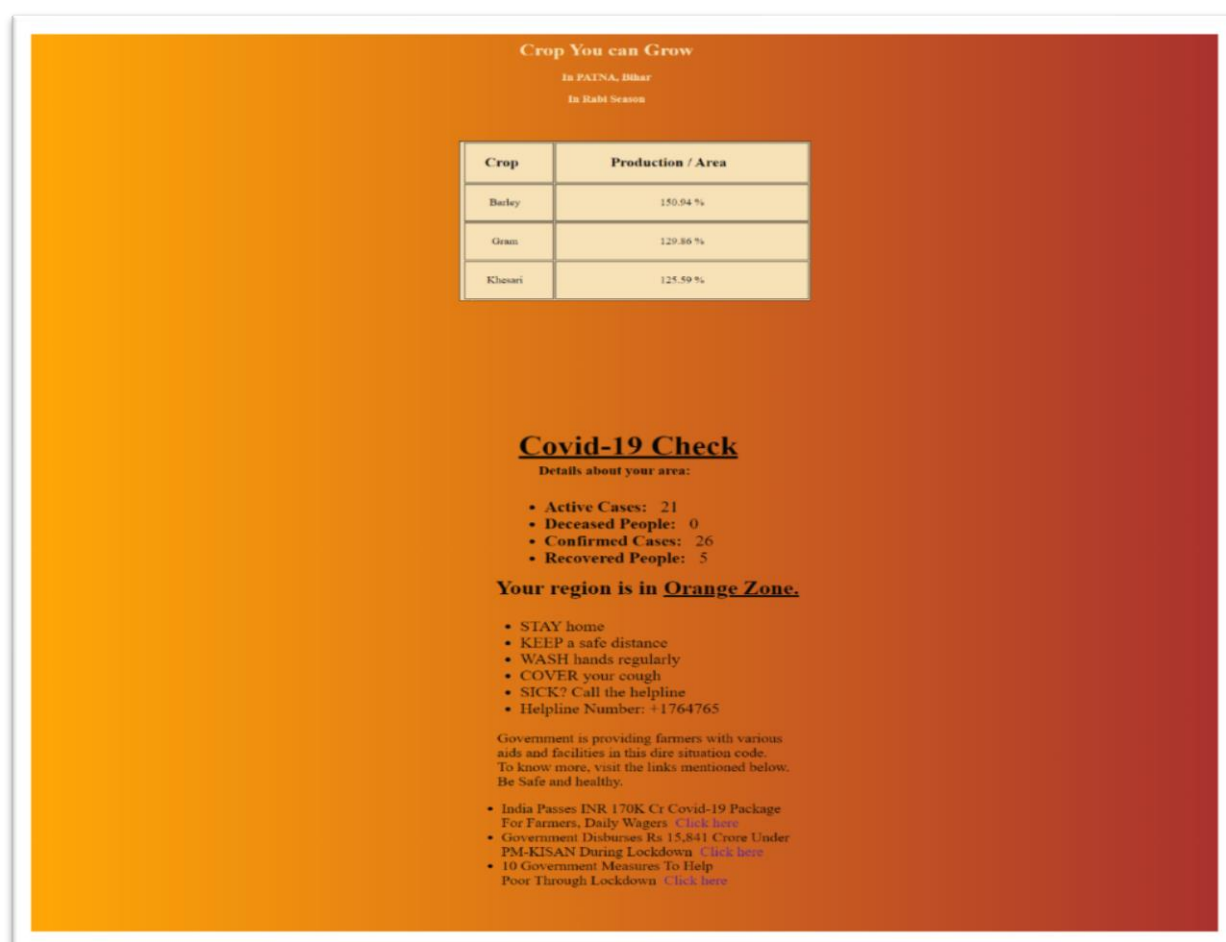 Crop You can Grow
In PATNA, Bihar
In Rabi Season
Crop Production / Area
Barley 150.94 %
Gram 129.86 %
Khesari 125.59 %
Covid-19 Check
Details about your area:
• Active Cases: 21
• Deceased People: 0
• Confirmed Cases: 26
• Recovered People: 5
Your region is in Orange Zone.
• STAY home
• KEEP a safe distance
• WASH hands regularly
• COVER your cough
• SICK? Call the helpline
• Helpline Number: +1764765
Government is providing farmers with various
aids and facilities in this dire situation code.
To know more, visit the links mentioned below.
Be Safe and healthy.
• India Passes INR 170K Cr Covid-19 Package
For Farmers, Daily Wagers Click here
• Government Disburses Rs 15,841 Crore Under
PM-KISAN During Lockdown Click here
• 10 Government Measures To Help
Poor Through Lockdown Click here